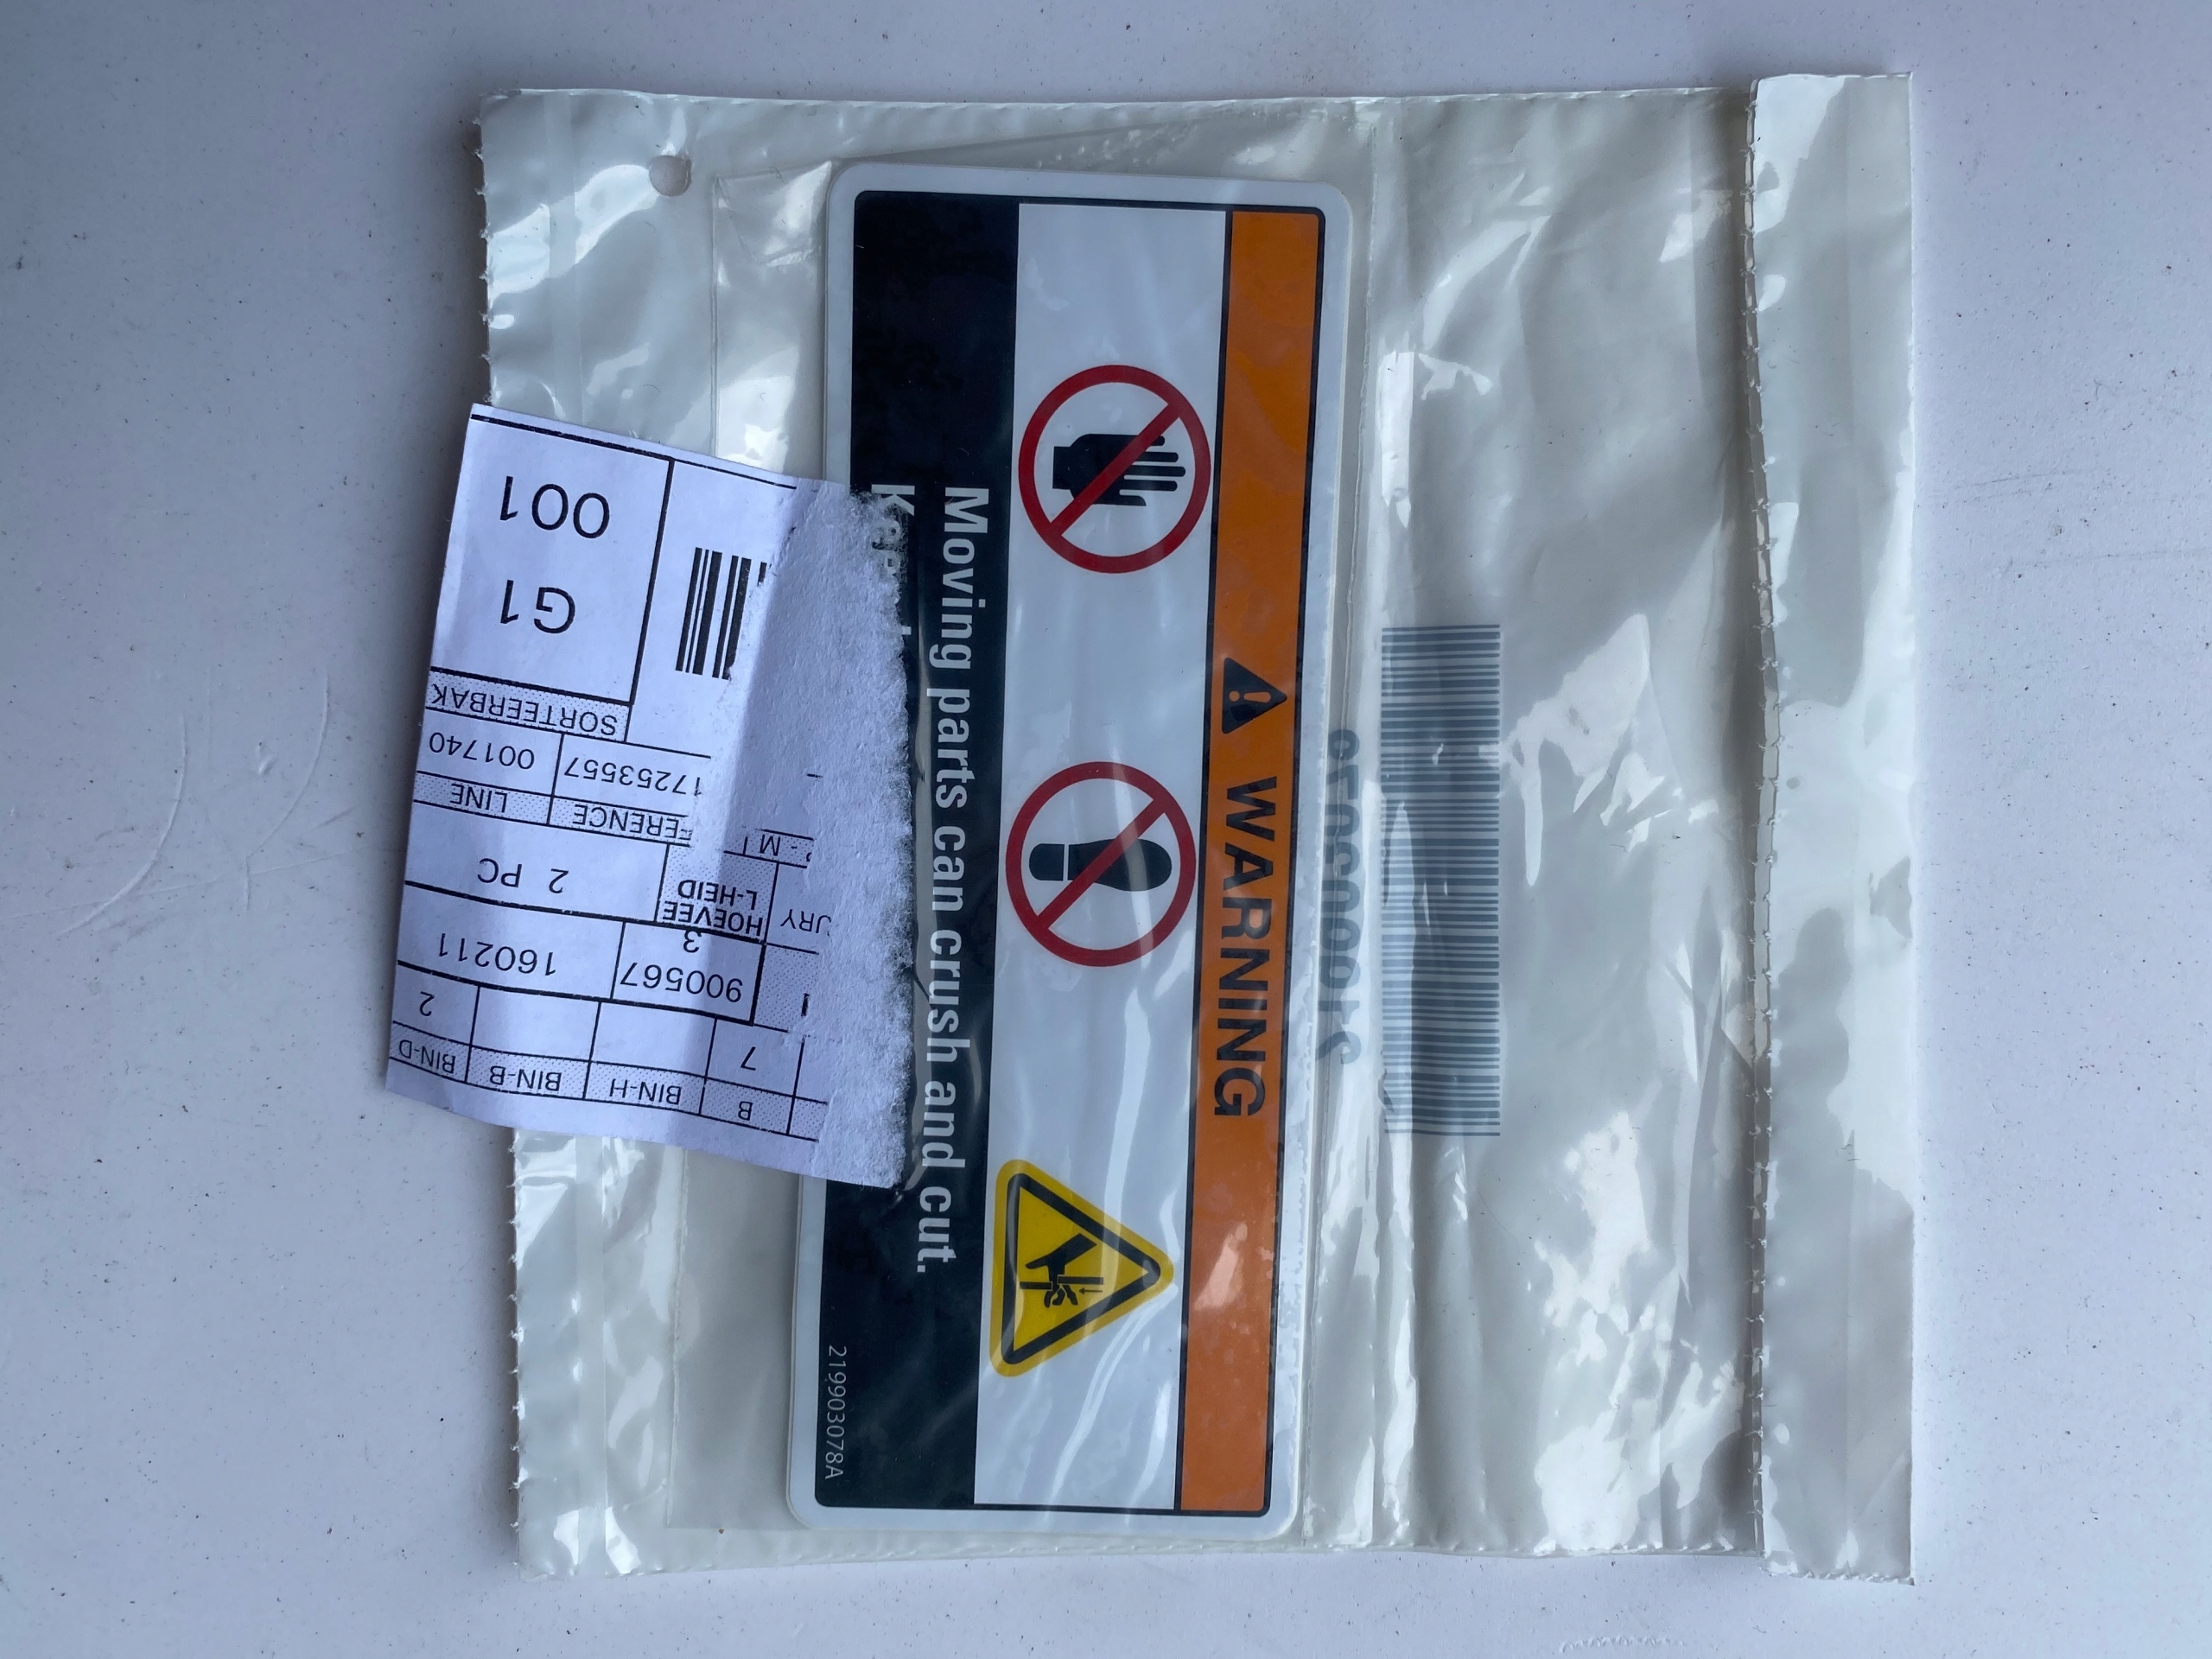 WARNING
Moving parts can crush and cut.
219903078A
BIN-D
BIN-B
BIN-H
B
2
7
160211
900567
3
2 PC
HOEVEE
L-HEID
LINE
001740
17253557
SORTEERBAK
G1
001